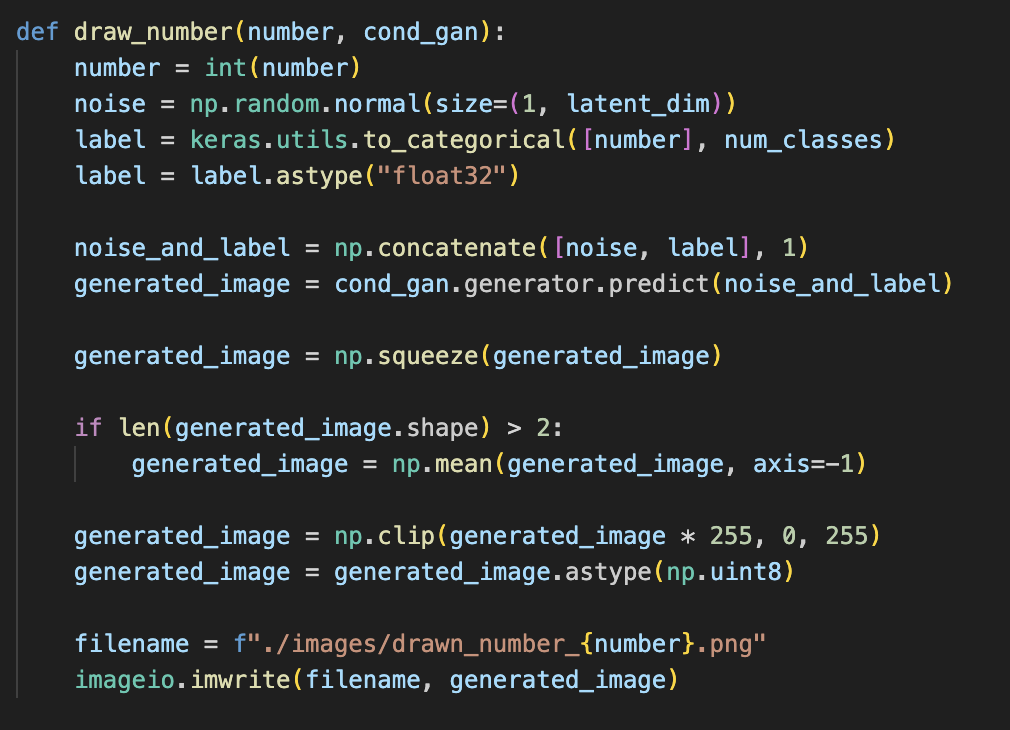 def draw_number(number, cond_gan):
    number = int(number)
    noise = np.random.normal(size=(1, latent_dim))
    label = keras.utils.to_categorical([number], num_classes)
    label = label.astype("float32")

    noise_and_label = np.concatenate([noise, label], 1)
    generated_image = cond_gan.generator.predict(noise_and_label)

    generated_image = np.squeeze(generated_image)

    if len(generated_image.shape) > 2:
        generated_image = np.mean(generated_image, axis=-1)

    generated_image = np.clip(generated_image * 255, 0, 255)
    generated_image = generated_image.astype(np.uint8)

    filename = f"./images/drawn_number_{number}.png"
    imageio.imwrite(filename, generated_image)